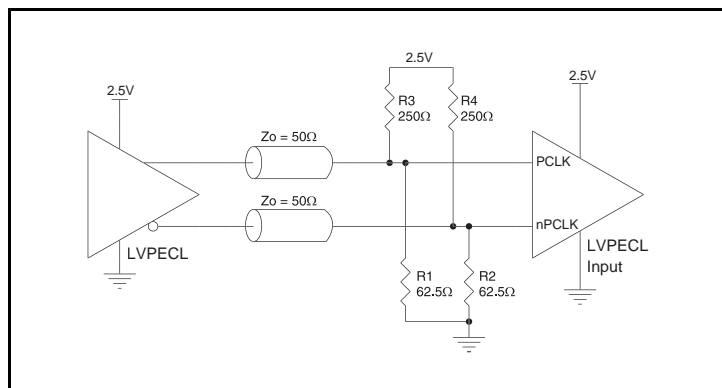 2.5V
2.5V
2.5V
R3
250Ω
R4
250Ω
Zo = 50Ω
PCLK
Zo = 50Ω
nPCLK
LVPECL
LVPECL
Input
R1
62.5Ω
R2
62.5Ω